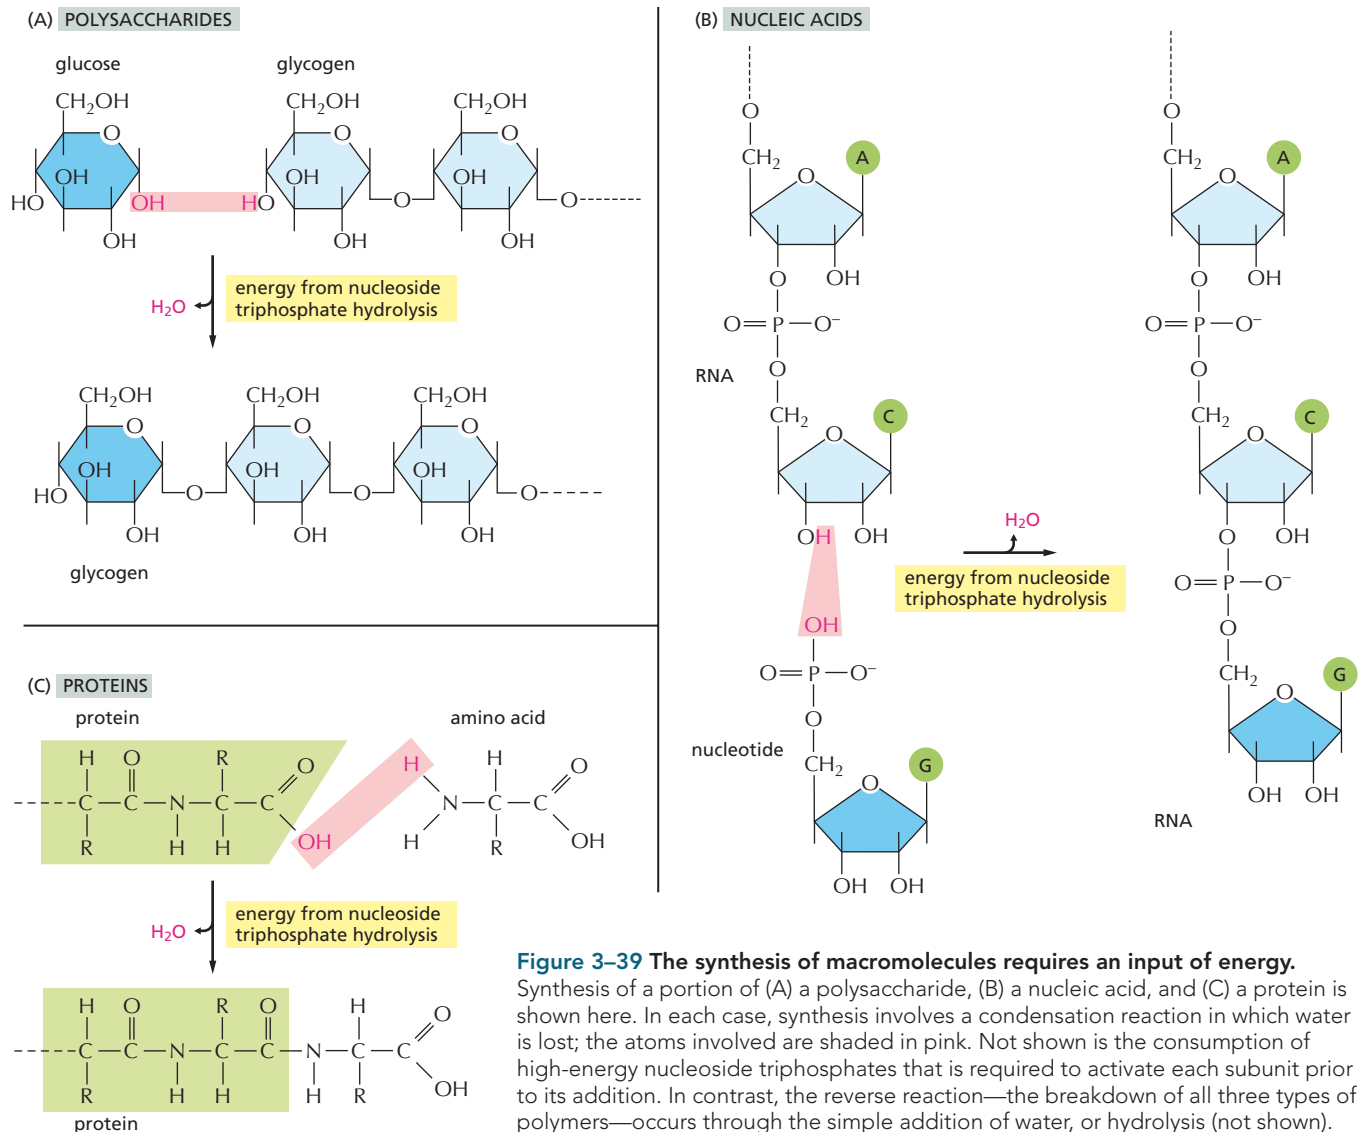 (A) POLYSACCHARIDES
glucose
glycogen
CH₂OH
CH₂OH
CH₂OH
O
O
O
OH
OH
OH
HO
OH
HO
O
O
OH
OH
OH
H₂O
energy from nucleoside
triphosphate hydrolysis
CH₂OH
CH₂OH
CH₂OH
O
O
O
OH
OH
OH
HO
O
O
O
OH
OH
OH
glycogen
(B) NUCLEIC ACIDS
O
CH₂
A
O
O
OH
O=P—O⁻
O
RNA
CH₂
C
O
OH
OH
OH
O=P—O⁻
O
nucleotide
CH₂
G
O
OH
OH
H₂O
energy from nucleoside
triphosphate hydrolysis
O
CH₂
A
O
O
OH
O=P—O⁻
O
CH₂
C
O
O
OH
O=P—O⁻
O
CH₂
G
O
OH
OH
RNA
(C) PROTEINS
protein
amino acid
H
O
R
O
H
H
O
C—C—N—C—C
N—C—C
R
H
H
OH
H
R
OH
H₂O
energy from nucleoside
triphosphate hydrolysis
H
O
R
O
H
O
C—C—N—C—C—N—C—C
R
H
H
H
R
OH
protein
Figure 3–39 The synthesis of macromolecules requires an input of energy.
Synthesis of a portion of (A) a polysaccharide, (B) a nucleic acid, and (C) a protein is
shown here. In each case, synthesis involves a condensation reaction in which water
is lost; the atoms involved are shaded in pink. Not shown is the consumption of
high-energy nucleoside triphosphates that is required to activate each subunit prior
to its addition. In contrast, the reverse reaction—the breakdown of all three types of
polymers—occurs through the simple addition of water, or hydrolysis (not shown).